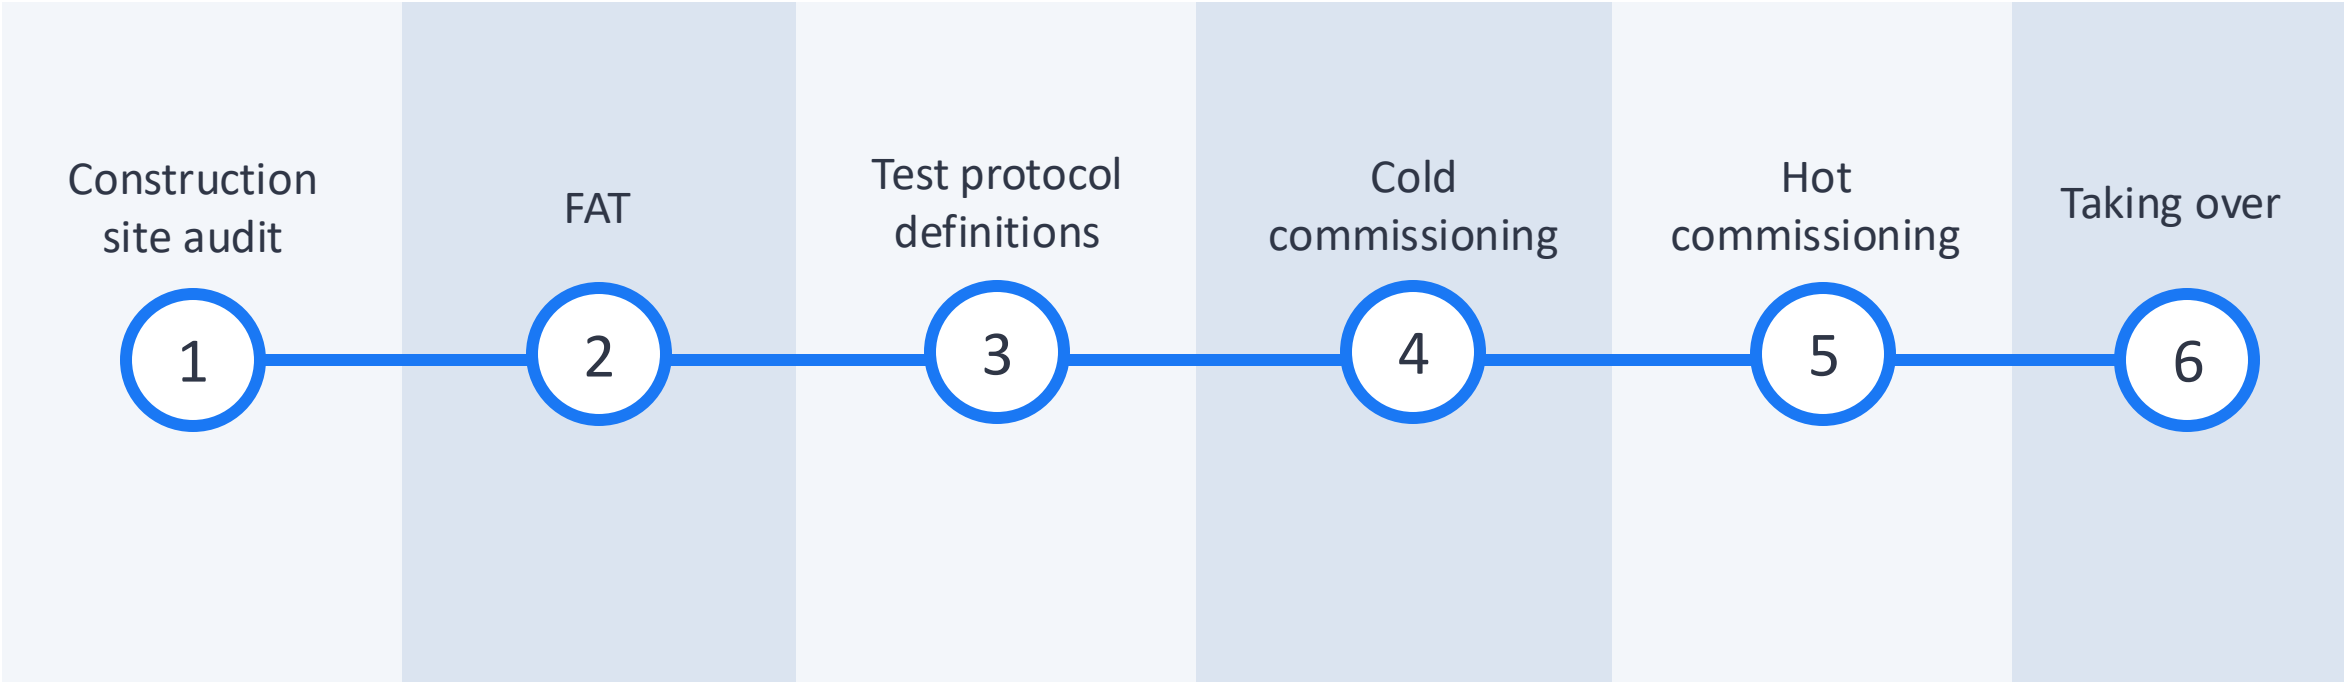 Construction
site audit
1
FAT
2
Test protocol
definitions
3
Cold
commissioning
4
Hot
commissioning
5
Taking over
6